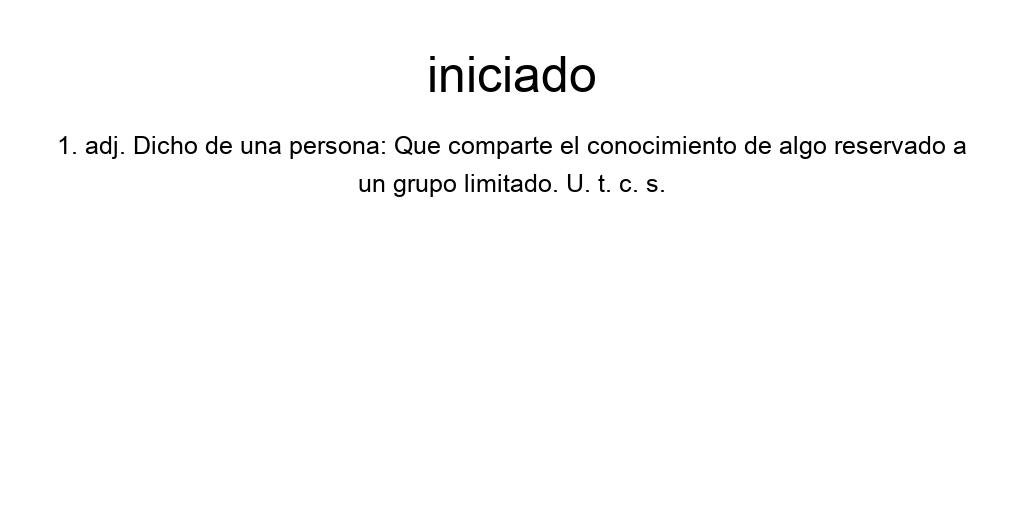 iniciado
1. adj. Dicho de una persona: Que comparte el conocimiento de algo reservado a
un grupo limitado. U. t. c. s.